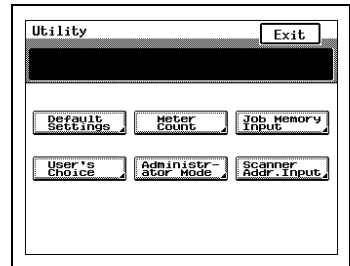 Utility
Exit
Default
Settings
Meter
Count
Job Memory
Input
User's
Choice
Administr-
ator Mode
Scanner
Addr.Input